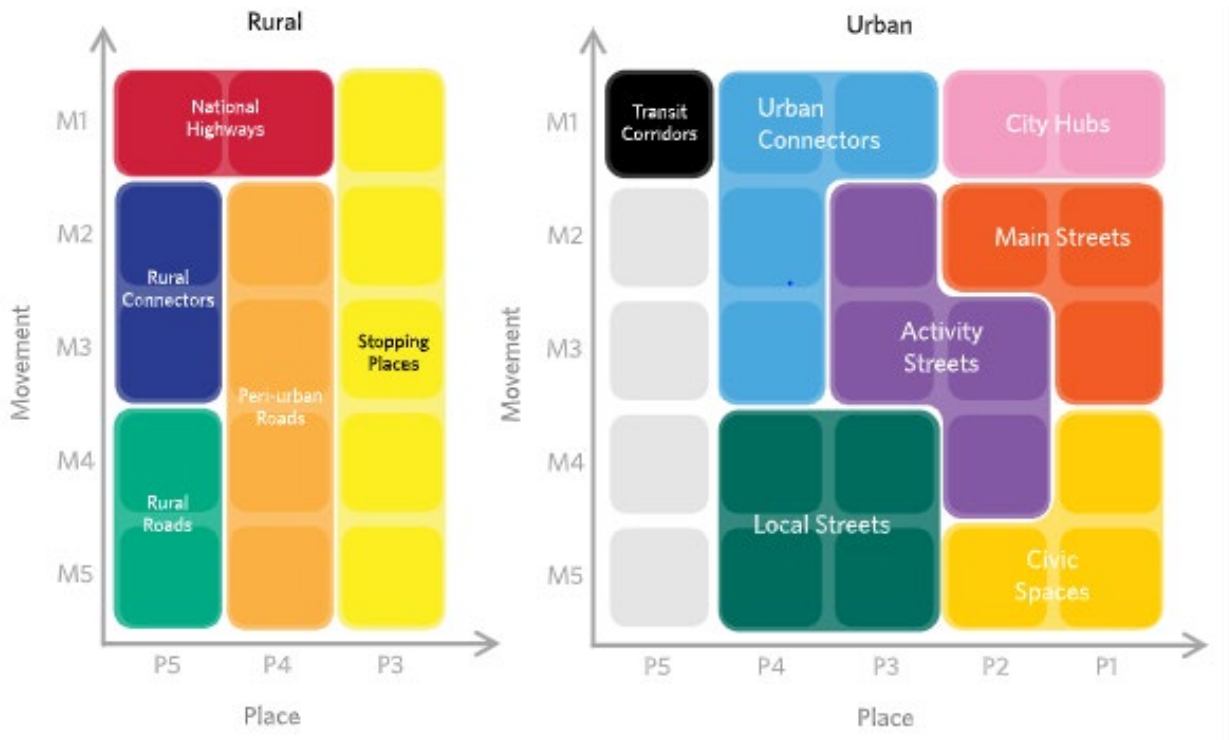 Rural
National
Highways
Rural
Connectors
Rural
Roads
Peri-urban
Roads
Stopping
Places
M1
M2
M3
M4
M5
Movement
P5
P4
P3
Place
Urban
Transit
Corridors
Urban
Connectors
City Hubs
Main Streets
Activity
Streets
Local Streets
Civic
Spaces
M1
M2
M3
M4
M5
Movement
P5
P4
P3
P2
P1
Place